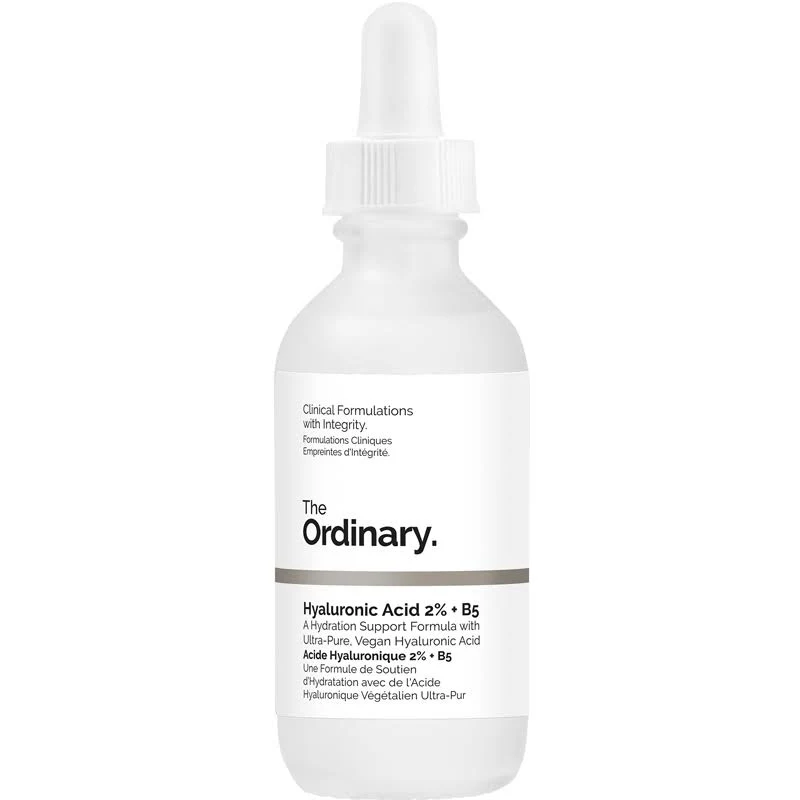 Clinical Formulations
with Integrity.
Formulations Cliniques
Empreintes d'Intégrité.
The
Ordinary.
Hyaluronic Acid 2% + B5
A Hydration Support Formula with
Ultra-Pure, Vegan Hyaluronic Acid
Acide Hyaluronique 2% + B5
Une Formule de Soutien
d'Hydratation avec de l'Acide
Hyaluronique Végétalien Ultra-Pur